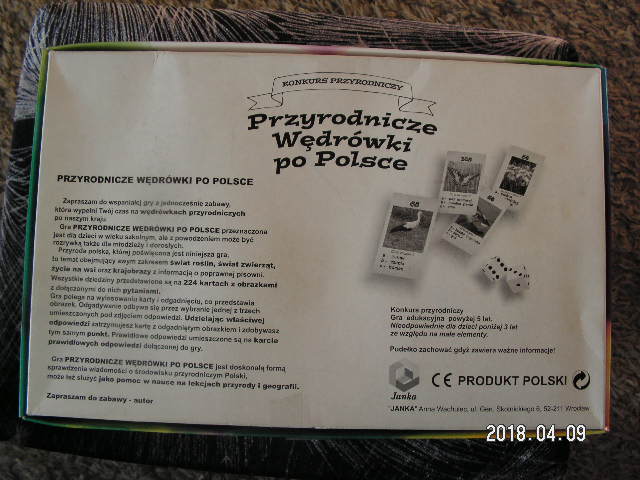 KONKURS PRZYRODNICZY
Przyrodnicze
Wędrówki
po Polsce
PRZYRODNICZE WĘDRÓWKI PO POLSCE
Zapraszam do wspaniałej gry a jednocześnie zabawy,
która wypełni Twój czas na wędrówkach przyrodniczych
po naszym kraju.
Gra PRZYRODNICZE WĘDRÓWKI PO POLSCE przeznaczona
jest dla dzieci w wieku szkolnym, ale z powodzeniem może być
rozrywką także dla młodzieży i dorosłych.
Przyroda polska, której poświęcona jest niniejsza gra,
to temat obejmujący swym zakresem świat roślin, świat zwierząt,
życie na wsi oraz krajobrazy z informacją o poprawnej pisowni.
Wszystkie dziedziny przedstawione są na 224 kartach z obrazkami
z dołączonymi do nich pytaniami.
Gra polega na wylosowaniu karty i odgadnięciu, co przedstawia
obrazek. Odgadywanie odbywa się przez wybranie jednej z trzech
umieszczonych pod zdjęciem odpowiedzi. Udzielając właściwej
odpowiedzi zatrzymujesz kartę z odgadniętym obrazkiem i zdobywasz
tym samym punkt. Prawidłowe odpowiedzi umieszczone są na karcie
prawidłowych odpowiedzi dołączonej do gry.
Gra PRZYRODNICZE WĘDRÓWKI PO POLSCE jest doskonałą formą
sprawdzenia wiadomości o środowisku przyrodniczym Polski,
może też służyć jako pomoc w nauce na lekcjach przyrody i geografii.
Zapraszam do zabawy - autor
68
Konkurs przyrodniczy
Gra edukacyjna powyżej 5 lat.
Nieodpowiednie dla dzieci poniżej 3 lat
ze względu na małe elementy.
Pudełko zachować gdyż zawiera ważne informacje!
Janka
CE PRODUKT POLSKI
"JANKA" Anna Wachulec, ul. Gen. Skotnickiego 6, 52-211 Wrocław
2018.04.09